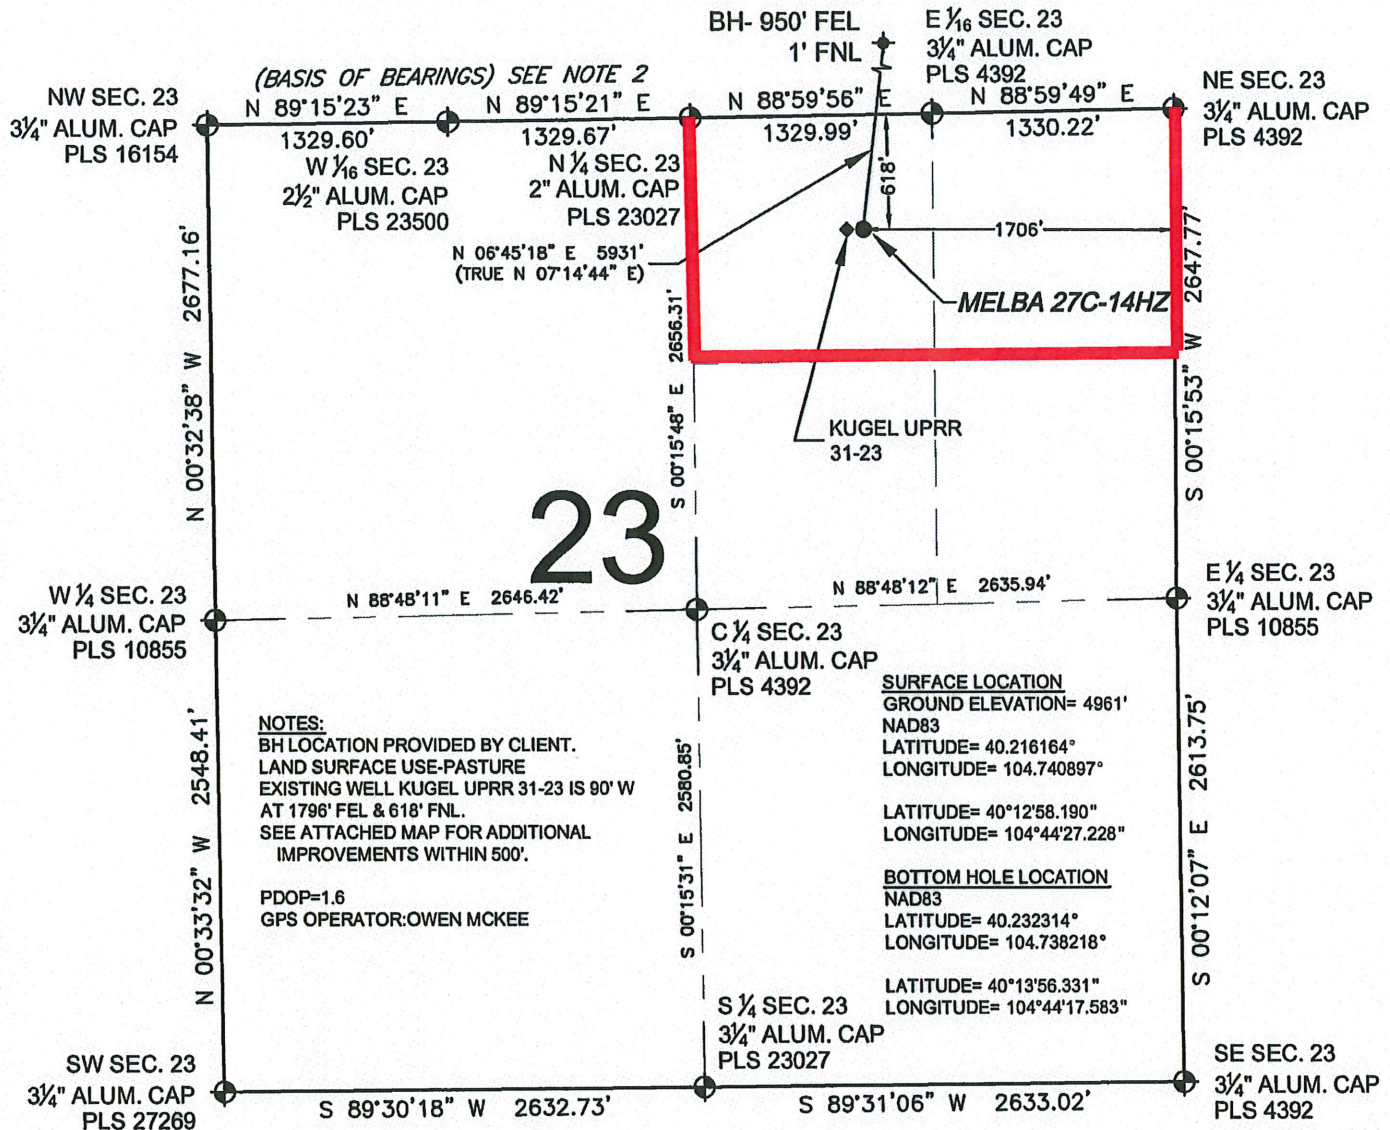 BH- 950' FEL
1' FNL
E 1/16 SEC. 23
3¼" ALUM. CAP
PLS 4392
(BASIS OF BEARINGS) SEE NOTE 2
NW SEC. 23
3¼" ALUM. CAP
PLS 16154
N 89°15'23" E
1329.60'
N 89°15'21" E
1329.67'
N 88°59'56" E
1329.99'
N 88°59'49" E
1330.22'
NE SEC. 23
3¼" ALUM. CAP
PLS 4392
W 1/16 SEC. 23
2½" ALUM. CAP
PLS 23500
N ¼ SEC. 23
2" ALUM. CAP
PLS 23027
618'
N 06°45'18" E 5931'
(TRUE N 07°14'44" E)
1706'
MELBA 27C-14HZ
KUGEL UPRR
31-23
N 00°32'38" W 2677.16'
S 00°15'48" E 2656.31'
S 00°15'53" W 2647.77'
23
W ¼ SEC. 23
3¼" ALUM. CAP
PLS 10855
N 88°48'11" E 2646.42'
N 88°48'12" E 2635.94'
E ¼ SEC. 23
3¼" ALUM. CAP
PLS 10855
C ¼ SEC. 23
3¼" ALUM. CAP
PLS 4392
NOTES:
BH LOCATION PROVIDED BY CLIENT.
LAND SURFACE USE-PASTURE
EXISTING WELL KUGEL UPRR 31-23 IS 90' W
AT 1796' FEL & 618' FNL.
SEE ATTACHED MAP FOR ADDITIONAL
IMPROVEMENTS WITHIN 500'.
PDOP=1.6
GPS OPERATOR:OWEN MCKEE
SURFACE LOCATION
GROUND ELEVATION= 4961'
NAD83
LATITUDE= 40.216164°
LONGITUDE= 104.740897°
LATITUDE= 40°12'58.190"
LONGITUDE= 104°44'27.228"
BOTTOM HOLE LOCATION
NAD83
LATITUDE= 40.232314°
LONGITUDE= 104.738218°
LATITUDE= 40°13'56.331"
LONGITUDE= 104°44'17.583"
N 00°33'32" W 2548.41'
S 00°15'31" E 2580.85'
S 00°12'07" E 2613.75'
SW SEC. 23
3¼" ALUM. CAP
PLS 27269
S 89°30'18" W 2632.73'
S ¼ SEC. 23
3¼" ALUM. CAP
PLS 23027
S 89°31'06" W 2633.02'
SE SEC. 23
3¼" ALUM. CAP
PLS 4392